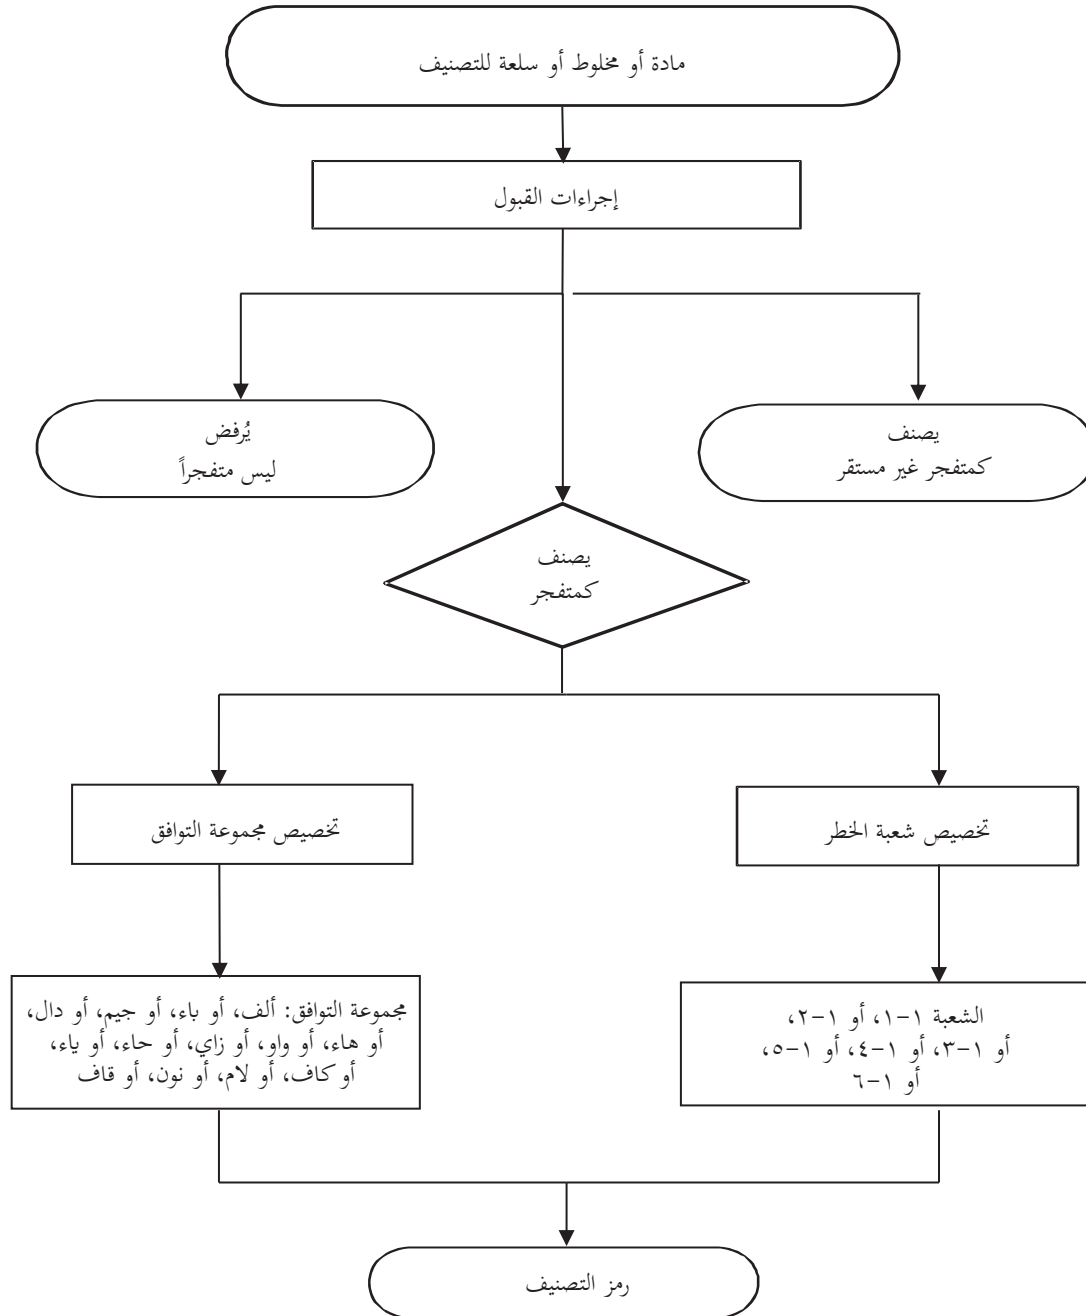 مادة أو مخلوط أو سلعة للتصنيف
إجراءات القبول
يصنف
كمتفجر غير مستقر
يُرفض
ليس متفجراً
يصنف
كمتفجر
تخصيص شعبة الخطر
تخصيص مجموعة التوافق
الشعبة ١-١، أو ١-٢،
أو ١-٣، أو ١-٤، أو ١-٥،
أو ١-٦
مجموعة التوافق: ألف، أو باء، أو جيم، أو دال،
أو هاء، أو واو، أو زاي، أو حاء، أو ياء،
أو كاف، أو لام، أو نون، أو قاف
رمز التصنيف